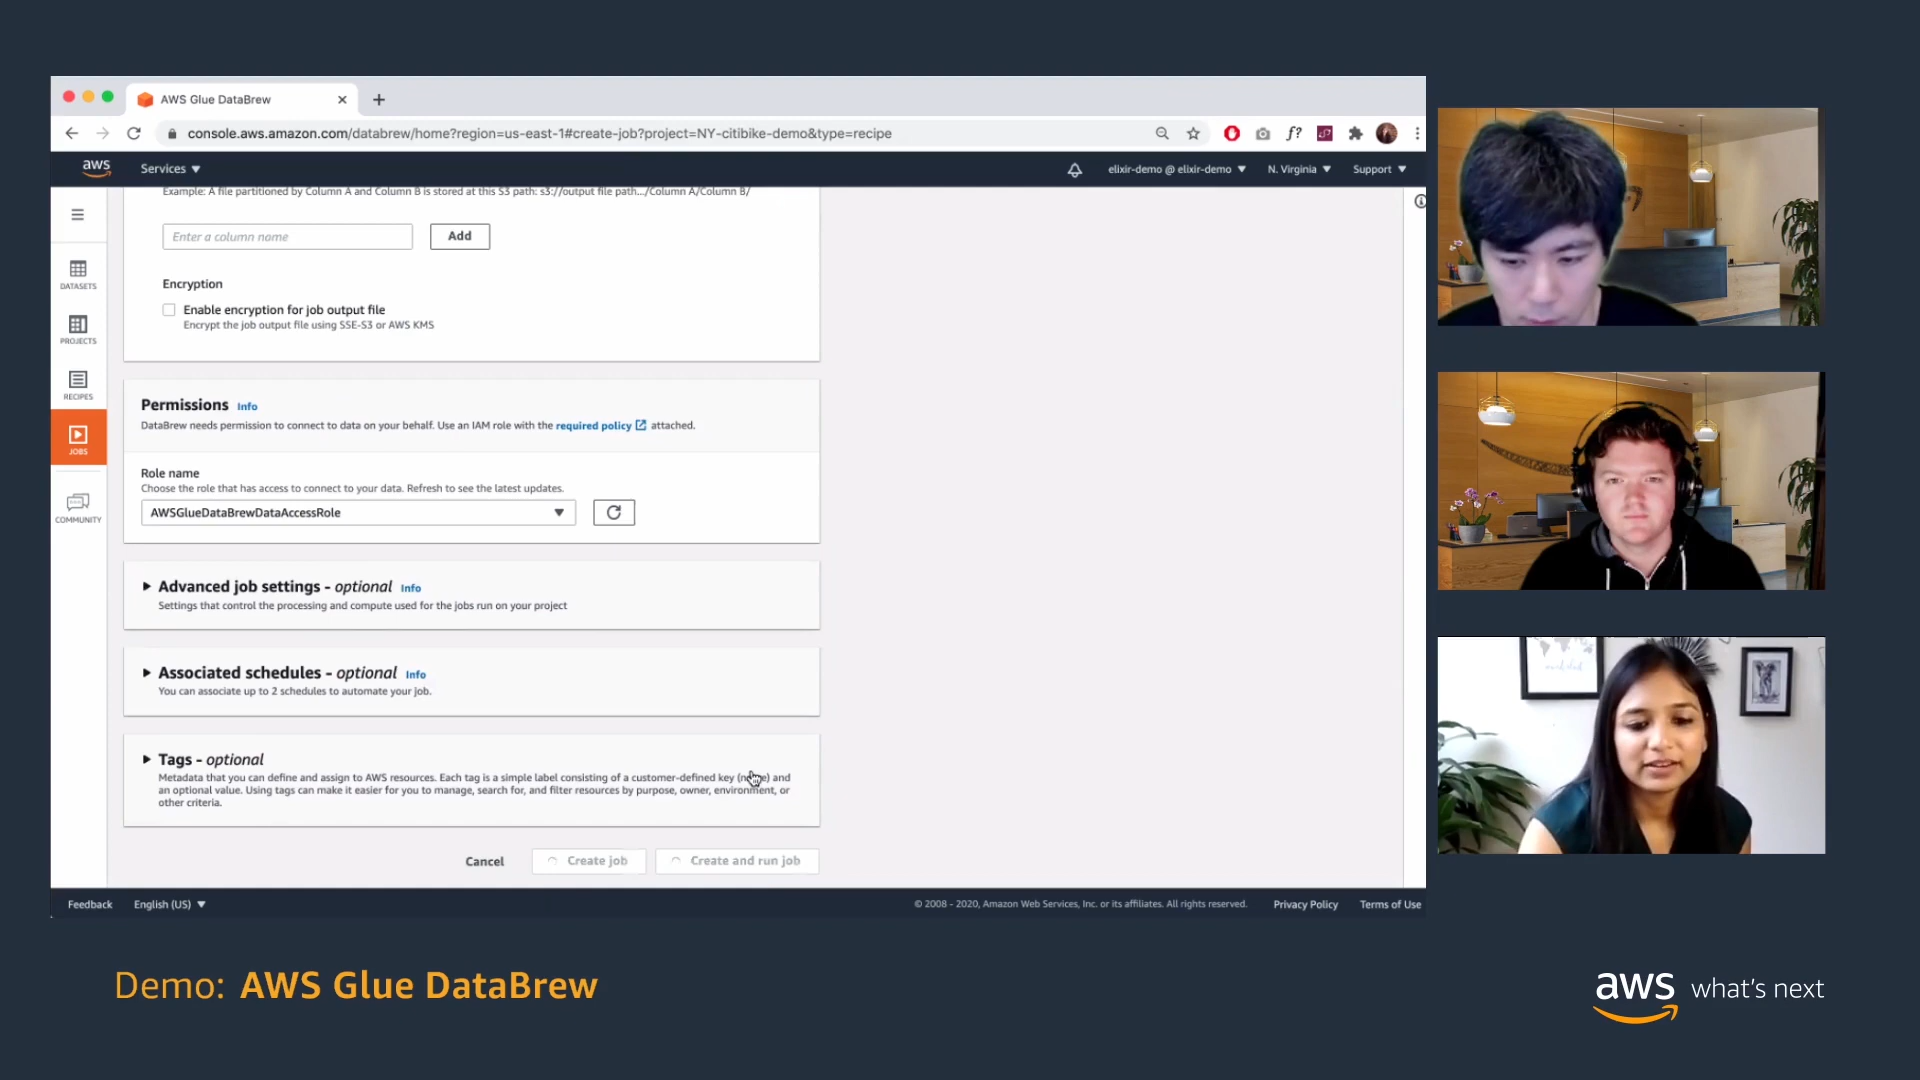 AWS Glue DataBrew
console.aws.amazon.com/databrew/home?region=us-east-1#create-job?project=NY-citibike-demo&type=recipe
f?
aws
Services
elixir-demo @ elixir-demo
N. Virginia
Support
Example: A file partitioned by Column A and Column B is stored at this S3 path: s3://output file path.../Column A/Column B/
Enter a column name
Add
Encryption
Enable encryption for job output file
Encrypt the job output file using SSE-S3 or AWS KMS
DATASETS
PROJECTS
RECIPES
JOBS
COMMUNITY
Permissions Info
DataBrew needs permission to connect to data on your behalf. Use an IAM role with the required policy attached.
Role name
Choose the role that has access to connect to your data. Refresh to see the latest updates.
AWSGlueDataBrewDataAccessRole
Advanced job settings - optional Info
Settings that control the processing and compute used for the jobs run on your project
Associated schedules - optional Info
You can associate up to 2 schedules to automate your job.
Tags - optional
Metadata that you can define and assign to AWS resources. Each tag is a simple label consisting of a customer-defined key (name) and
an optional value. Using tags can make it easier for you to manage, search for, and filter resources by purpose, owner, environment, or
other criteria.
Cancel
Create job
Create and run job
Feedback
English (US)
© 2008 - 2020, Amazon Web Services, Inc. or its affiliates. All rights reserved.
Privacy Policy
Terms of Use
Demo: AWS Glue DataBrew
aws what's next